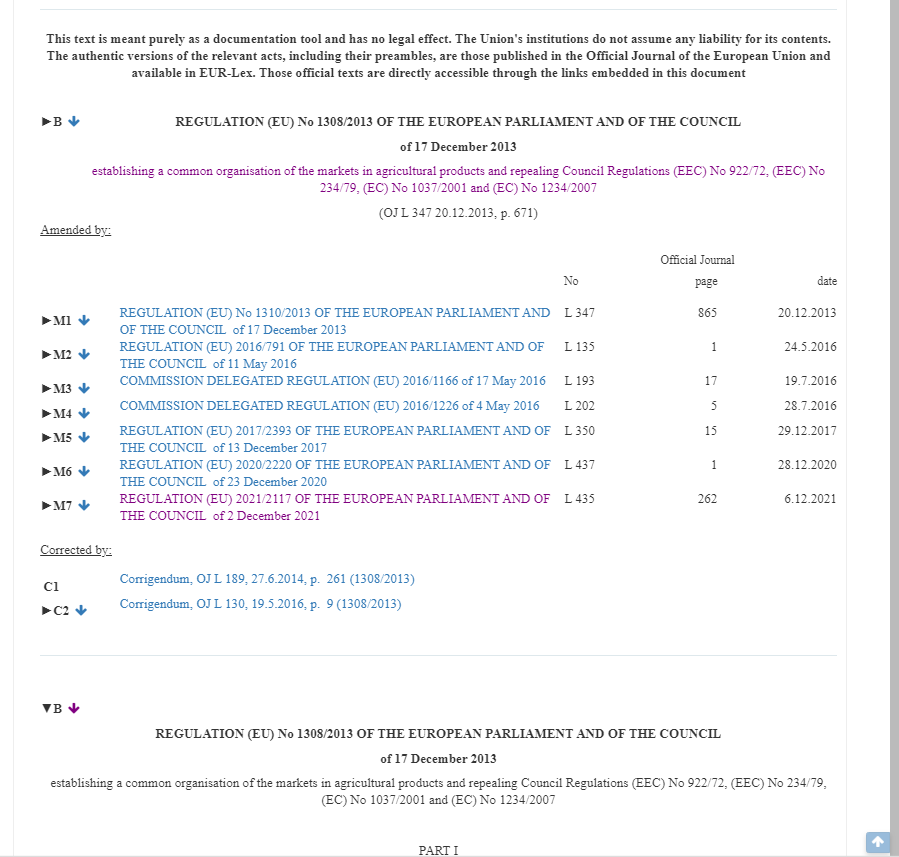 This text is meant purely as a documentation tool and has no legal effect. The Union's institutions do not assume any liability for its contents.
The authentic versions of the relevant acts, including their preambles, are those published in the Official Journal of the European Union and
available in EUR-Lex. Those official texts are directly accessible through the links embedded in this document
►B REGULATION (EU) No 1308/2013 OF THE EUROPEAN PARLIAMENT AND OF THE COUNCIL
of 17 December 2013
establishing a common organisation of the markets in agricultural products and repealing Council Regulations (EEC) No 922/72, (EEC) No
234/79, (EC) No 1037/2001 and (EC) No 1234/2007
(OJ L 347 20.12.2013, p. 671)
Amended by:
Official Journal
No page date
►M1 REGULATION (EU) No 1310/2013 OF THE EUROPEAN PARLIAMENT AND L 347 865 20.12.2013
OF THE COUNCIL of 17 December 2013
►M2 REGULATION (EU) 2016/791 OF THE EUROPEAN PARLIAMENT AND OF L 135 1 24.5.2016
THE COUNCIL of 11 May 2016
►M3 COMMISSION DELEGATED REGULATION (EU) 2016/1166 of 17 May 2016 L 193 17 19.7.2016
►M4 COMMISSION DELEGATED REGULATION (EU) 2016/1226 of 4 May 2016 L 202 5 28.7.2016
►M5 REGULATION (EU) 2017/2393 OF THE EUROPEAN PARLIAMENT AND OF L 350 15 29.12.2017
THE COUNCIL of 13 December 2017
►M6 REGULATION (EU) 2020/2220 OF THE EUROPEAN PARLIAMENT AND OF L 437 1 28.12.2020
THE COUNCIL of 23 December 2020
►M7 REGULATION (EU) 2021/2117 OF THE EUROPEAN PARLIAMENT AND OF L 435 262 6.12.2021
THE COUNCIL of 2 December 2021
Corrected by:
C1 Corrigendum, OJ L 189, 27.6.2014, p. 261 (1308/2013)
►C2 Corrigendum, OJ L 130, 19.5.2016, p. 9 (1308/2013)
▼B
REGULATION (EU) No 1308/2013 OF THE EUROPEAN PARLIAMENT AND OF THE COUNCIL
of 17 December 2013
establishing a common organisation of the markets in agricultural products and repealing Council Regulations (EEC) No 922/72, (EEC) No 234/79,
(EC) No 1037/2001 and (EC) No 1234/2007
PART I